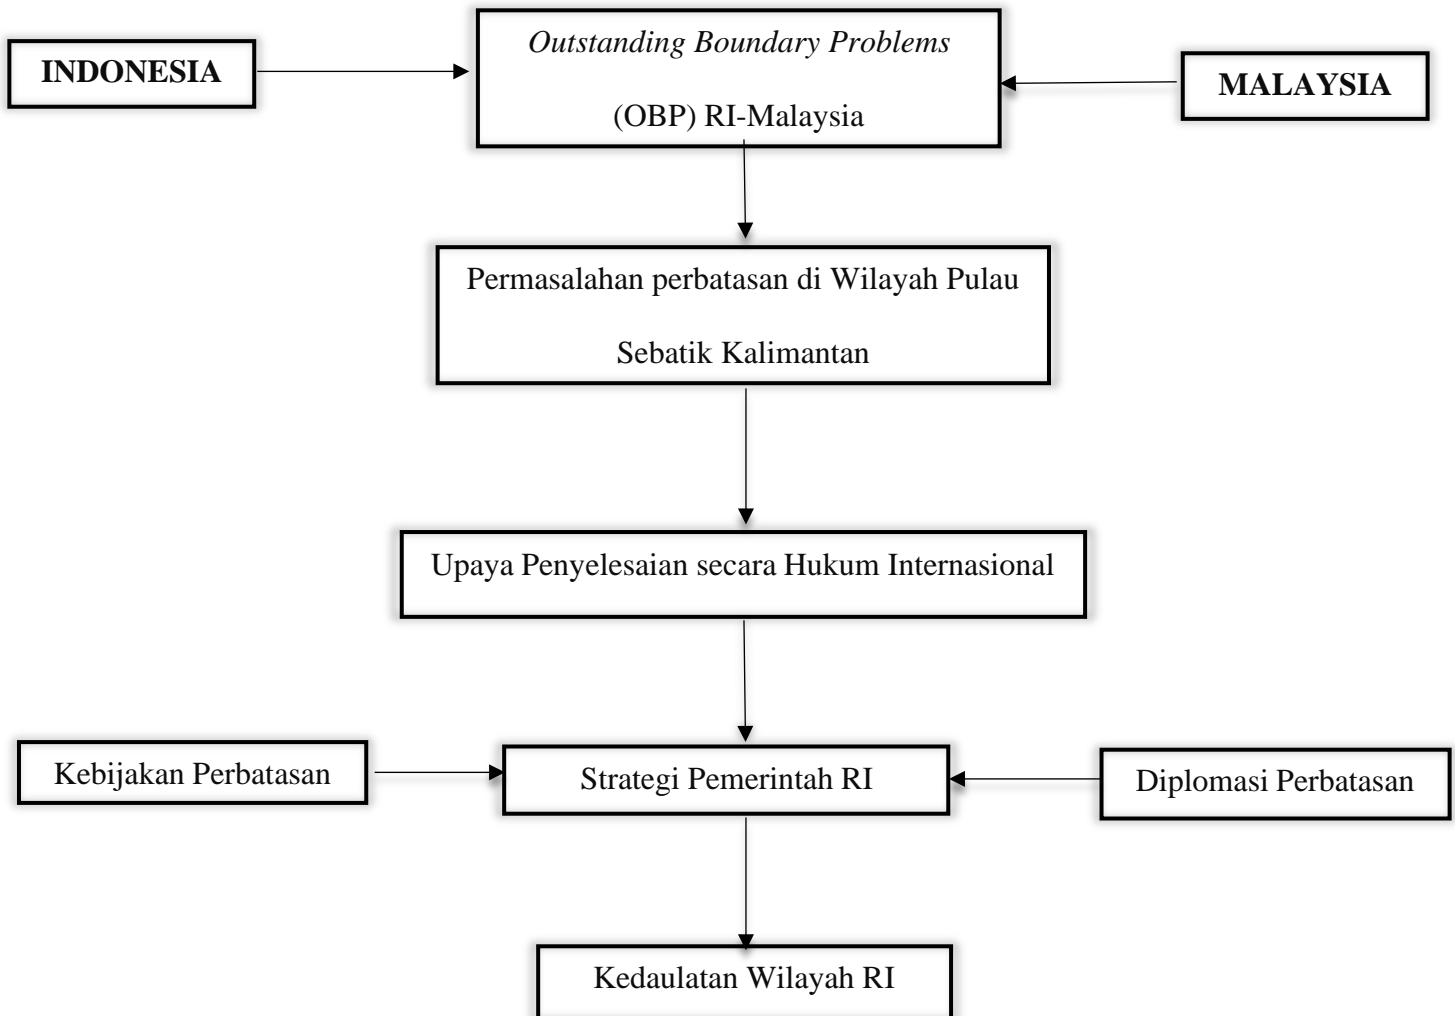 INDONESIA
Outstanding Boundary Problems
(OBP) RI-Malaysia
MALAYSIA
Permasalahan perbatasan di Wilayah Pulau
Sebatik Kalimantan
Upaya Penyelesaian secara Hukum Internasional
Kebijakan Perbatasan
Strategi Pemerintah RI
Diplomasi Perbatasan
Kedaulatan Wilayah RI